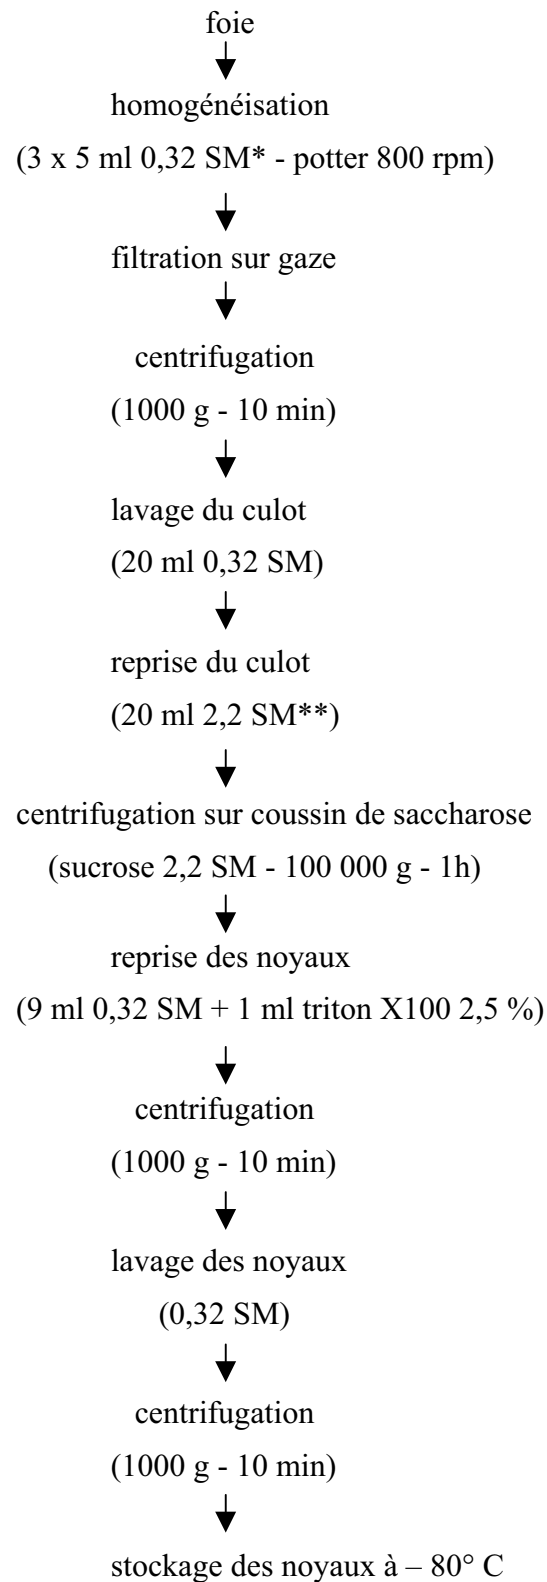 foie
homogénéisation
(3 x 5 ml 0,32 SM* - potter 800 rpm)
filtration sur gaze
centrifugation
(1000 g - 10 min)
lavage du culot
(20 ml 0,32 SM)
reprise du culot
(20 ml 2,2 SM**)
centrifugation sur coussin de saccharose
(sucrose 2,2 SM - 100 000 g - 1h)
reprise des noyaux
(9 ml 0,32 SM + 1 ml triton X100 2,5 %)
centrifugation
(1000 g - 10 min)
lavage des noyaux
(0,32 SM)
centrifugation
(1000 g - 10 min)
stockage des noyaux à – 80° C